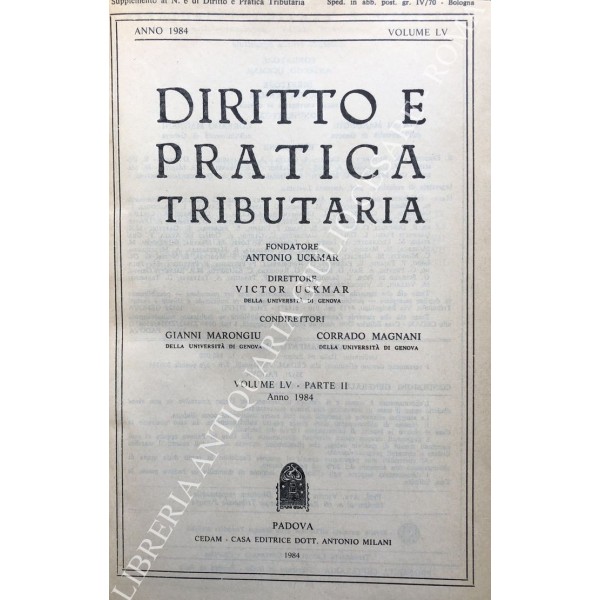 Supplemento al N. 6 di Diritto e Pratica Tributaria Sped. in abb. post. gr. IV/70 - Bologna
ANNO 1984 VOLUME LV
DIRITTO E
PRATICA
TRIBUTARIA
FONDATORE
ANTONIO UCKMAR
DIRETTORE
VICTOR UCKMAR
DELLA UNIVERSITÀ DI GENOVA
CONDIRETTORI
GIANNI MARONGIU CORRADO MAGNANI
DELLA UNIVERSITÀ DI GENOVA DELLA UNIVERSITÀ DI GENOVA
VOLUME LV - PARTE II
Anno 1984
PADOVA
CEDAM - CASA EDITRICE DOTT. ANTONIO MILANI
1984
LIBRERIA ANTIQUARIA